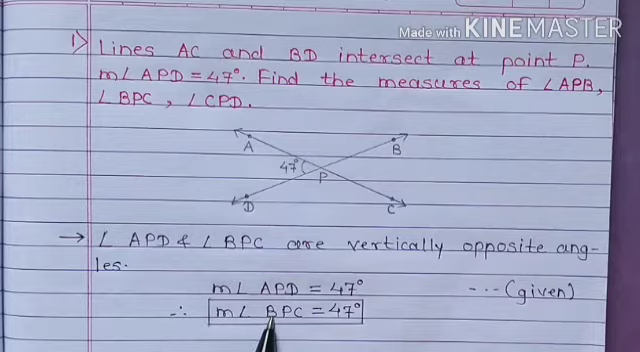 Made with KINEMASTER
1) Lines AC and BD intersect at point P.
m∠APD = 47°. Find the measures of ∠APB,
∠BPC, ∠CPD.
A
B
47°
P
D
C
→ ∠APD & ∠BPC are vertically opposite ang-
les.
m∠APD = 47° ---(given)
∴ m∠BPC = 47°